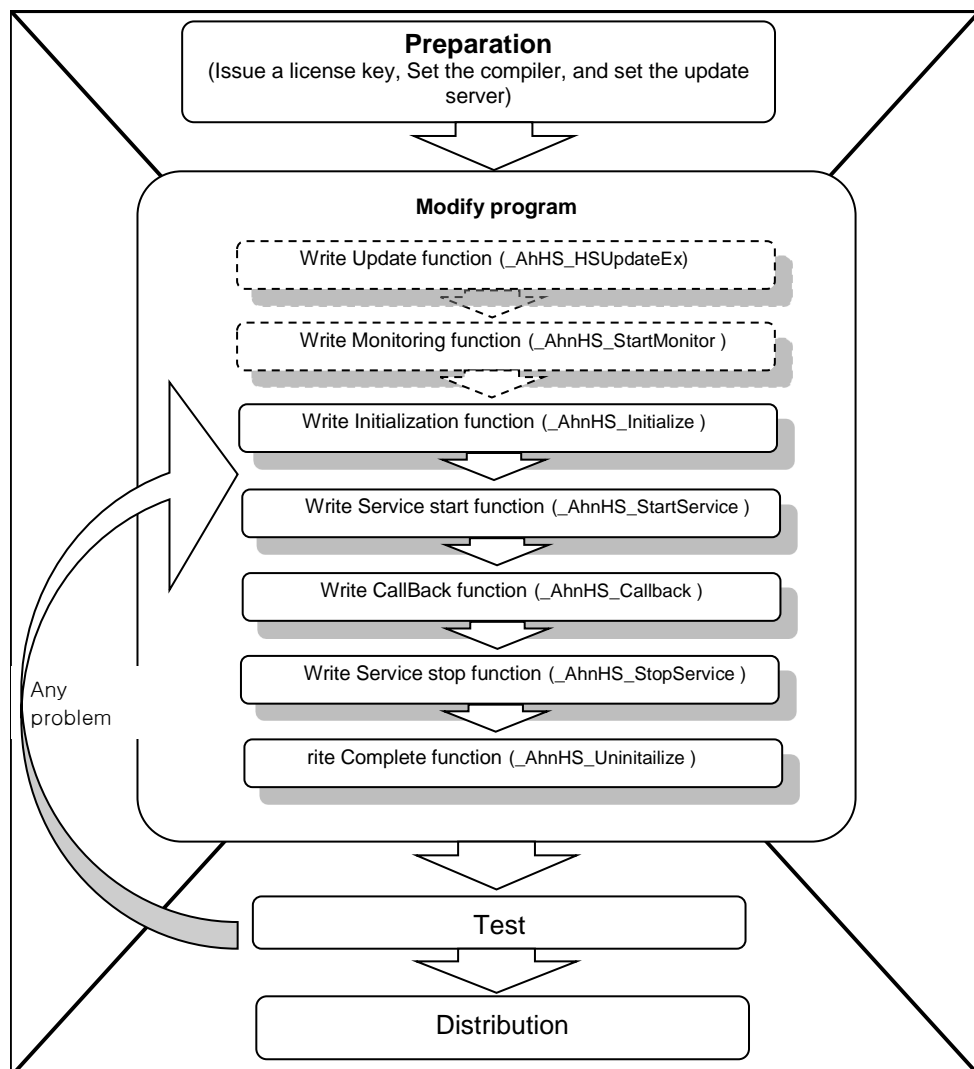 Preparation
(Issue a license key, Set the compiler, and set the update
server)
Modify program
Write Update function (_AhHS_HSUpdateEx)
Write Monitoring function (_AhnHS_StartMonitor )
Write Initialization function (_AhnHS_Initialize )
Write Service start function (_AhnHS_StartService )
Write CallBack function (_AhnHS_Callback )
Write Service stop function (_AhnHS_StopService )
rite Complete function (_AhnHS_Uninitailize )
Any
problem
Test
Distribution